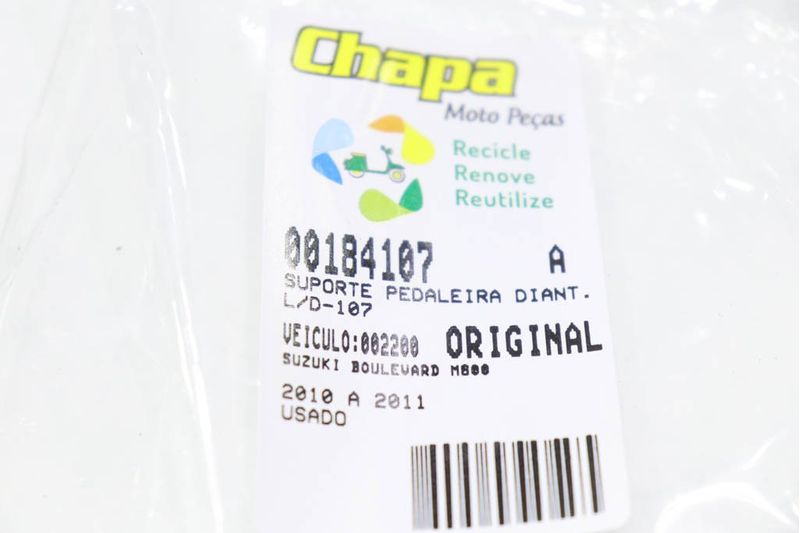 Chapa
Moto Peças
Recicle
Renove
Reutilize
00184107 A
SUPORTE PEDALEIRA DIANT.
L/D-107
VEICULO:002200 ORIGINAL
SUZUKI BOULEVARD M800
2010 A 2011
USADO